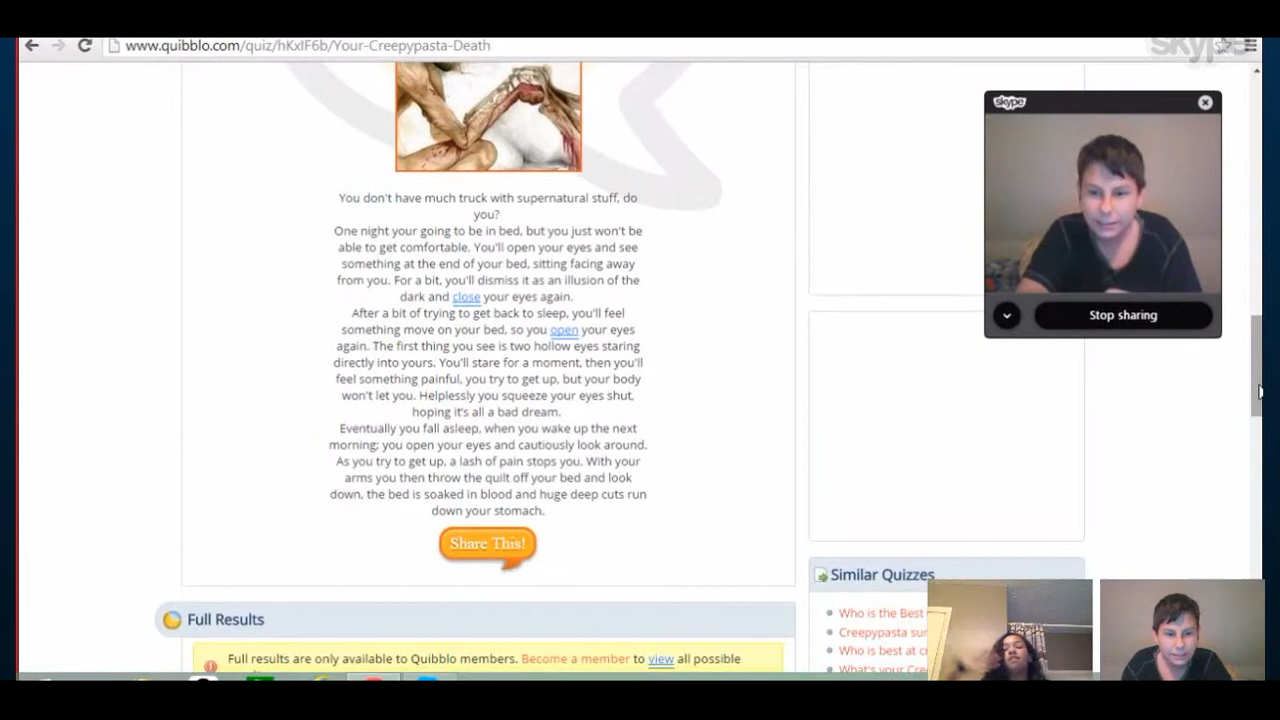 www.quibblo.com/quiz/hKxIF6b/Your-Creepypasta-Death
skype
skype
You don't have much truck with supernatural stuff, do
you?
One night your going to be in bed, but you just won't be
able to get comfortable. You'll open your eyes and see
something at the end of your bed, sitting facing away
from you. For a bit, you'll dismiss it as an illusion of the
dark and close your eyes again.
After a bit of trying to get back to sleep, you'll feel
something move on your bed, so you open your eyes
again. The first thing you see is two hollow eyes staring
directly into yours. You'll stare for a moment, then you'll
feel something painful, you try to get up, but your body
won't let you. Helplessly you squeeze your eyes shut,
hoping it's all a bad dream.
Eventually you fall asleep, when you wake up the next
morning; you open your eyes and cautiously look around.
As you try to get up, a lash of pain stops you. With your
arms you then throw the quilt off your bed and look
down, the bed is soaked in blood and huge deep cuts run
down your stomach.
Share This!
Stop sharing
Full Results
Full results are only available to Quibblo members. Become a member to view all possible
Similar Quizzes
Who is the Best
Creepypasta sur
Who is best at cr
What's your Cre